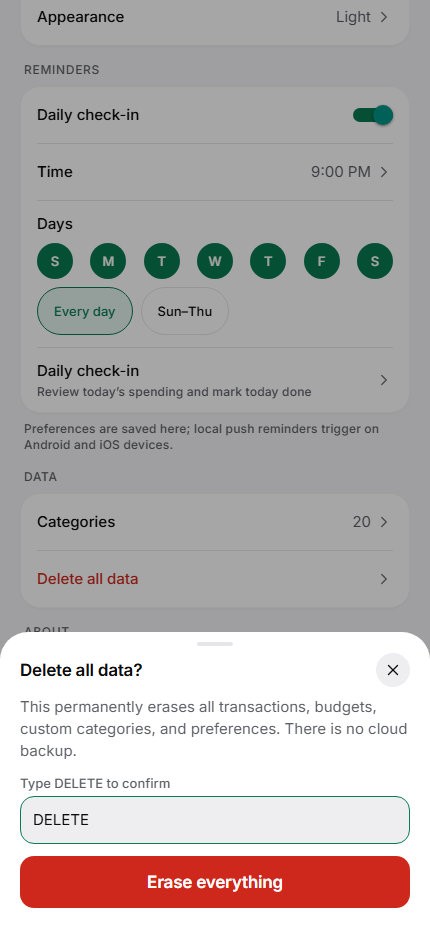 Appearance Light
REMINDERS
Daily check-in
Time 9:00 PM
Days
S M T W T F S
Every day Sun–Thu
Daily check-in
Review today’s spending and mark today done
Preferences are saved here; local push reminders trigger on
Android and iOS devices.
DATA
Categories 20
Delete all data
ABOUT
Delete all data?
This permanently erases all transactions, budgets,
custom categories, and preferences. There is no cloud
backup.
Type DELETE to confirm
DELETE
Erase everything